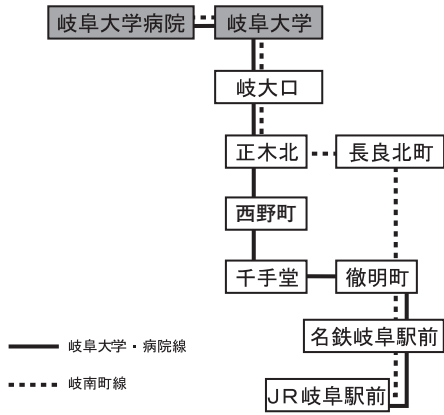 岐阜大学病院
岐阜大学
岐大口
正木北
長良北町
西野町
千手堂
徹明町
名鉄岐阜駅前
JR岐阜駅前
岐阜大学・病院線
岐南町線